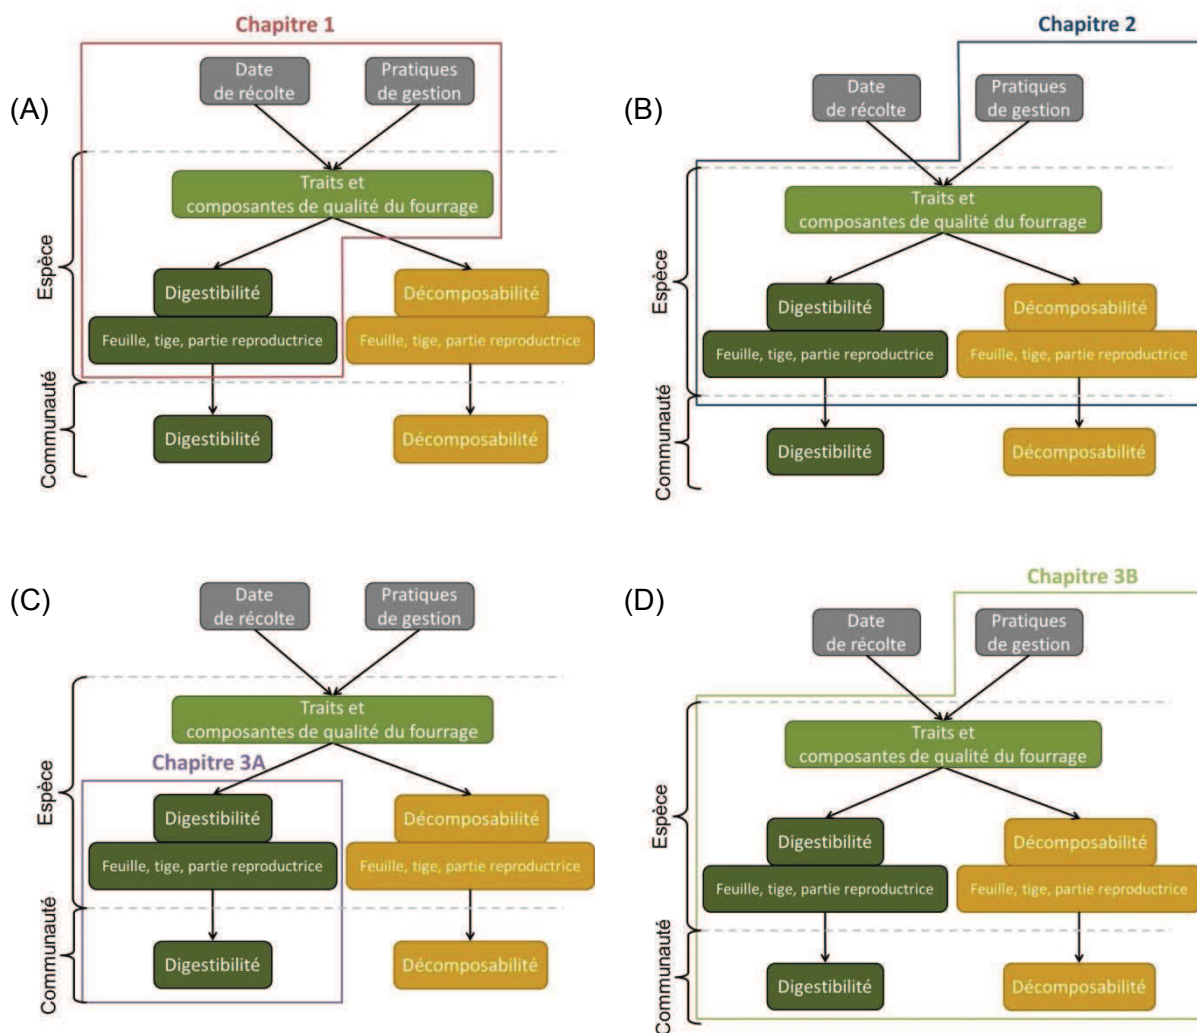 Chapitre 1
(A)
Date
de récolte
Pratiques
de gestion
Traits et
composantes de qualité du fourrage
Espèce
Digestibilité
Décomposabilité
Feuille, tige, partie reproductrice
Feuille, tige, partie reproductrice
Communauté
Digestibilité
Décomposabilité
Chapitre 2
(B)
Date
de récolte
Pratiques
de gestion
Traits et
composantes de qualité du fourrage
Espèce
Digestibilité
Décomposabilité
Feuille, tige, partie reproductrice
Feuille, tige, partie reproductrice
Communauté
Digestibilité
Décomposabilité
(C)
Date
de récolte
Pratiques
de gestion
Traits et
composantes de qualité du fourrage
Chapitre 3A
Espèce
Digestibilité
Décomposabilité
Feuille, tige, partie reproductrice
Feuille, tige, partie reproductrice
Communauté
Digestibilité
Décomposabilité
Chapitre 3B
(D)
Date
de récolte
Pratiques
de gestion
Traits et
composantes de qualité du fourrage
Espèce
Digestibilité
Décomposabilité
Feuille, tige, partie reproductrice
Feuille, tige, partie reproductrice
Communauté
Digestibilité
Décomposabilité